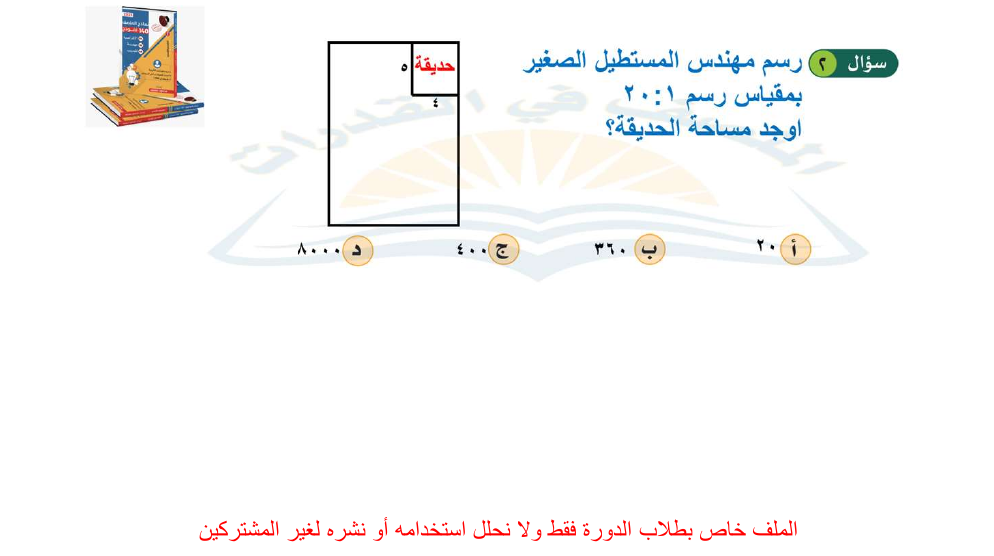 سؤال ٢
رسم مهندس المستطيل الصغير
بمقياس رسم ١ : ٢٠
اوجد مساحة الحديقة؟
حديقة
٥
٤
أ ٢٠
ب ٣٦٠
ج ٤٠٠
د ٨٠٠٠
الملف خاص بطلاب الدورة فقط ولا نحلل استخدامه أو نشره لغير المشتركين